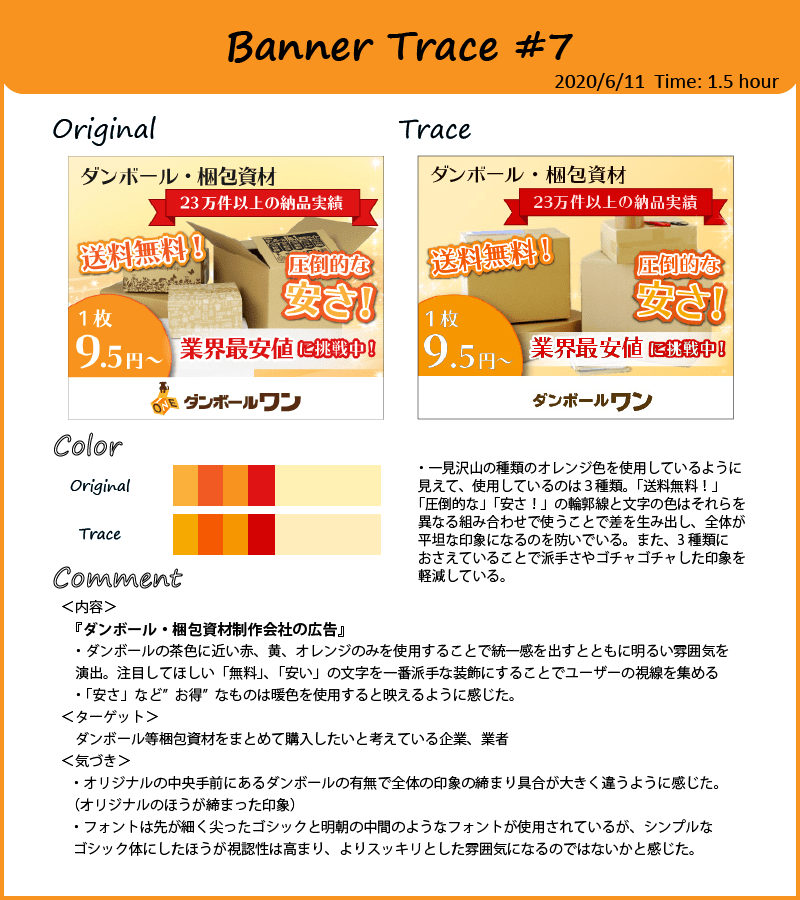 Banner Trace #7
2020/6/11 Time: 1.5 hour
Original
ダンボール・梱包資材
23万件以上の納品実績
送料無料！
圧倒的な
安さ!
1枚
9.5円～
業界最安値に挑戦中！
ONE
ダンボールワン
Trace
ダンボール・梱包資材
23万件以上の納品実績
送料無料！
圧倒的な
安さ!
1枚
9.5円～
業界最安値に挑戦中！
ダンボールワン
Color
Original
Trace
・一見沢山の種類のオレンジ色を使用しているように
見えて、使用しているのは３種類。「送料無料！」
「圧倒的な」「安さ！」の輪郭線と文字の色はそれらを
異なる組み合わせで使うことで差を生み出し、全体が
平坦な印象になるのを防いでいる。また、3 種類に
おさえていることで派手さやゴチャゴチャした印象を
軽減している。
Comment
＜内容＞
『ダンボール・梱包資材制作会社の広告』
・ダンボールの茶色に近い赤、黄、オレンジのみを使用することで統一感を出すとともに明るい雰囲気を
演出。注目してほしい「無料」、「安い」の文字を一番派手な装飾にすることでユーザーの視線を集める
・「安さ」など”お得”なものは暖色を使用すると映えるように感じた。
＜ターゲット＞
ダンボール等梱包資材をまとめて購入したいと考えている企業、業者
＜気づき＞
・オリジナルの中央手前にあるダンボールの有無で全体の印象の締まり具合が大きく違うように感じた。
（オリジナルのほうが締まった印象）
・フォントは先が細く尖ったゴシックと明朝の中間のようなフォントが使用されているが、シンプルな
ゴシック体にしたほうが視認性は高まり、よりスッキリとした雰囲気になるのではないかと感じた。